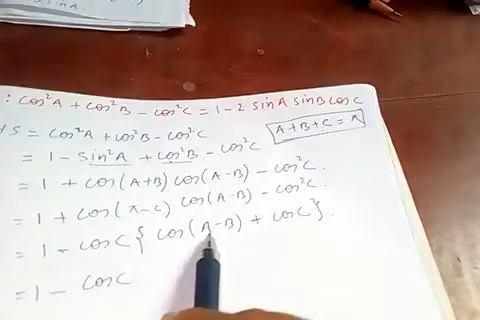 sinA.
: cos²A + cos²B - cos²C = 1 - 2 sinA sinB cosC
S = cos²A + cos²B - cos²C
A + B + C = π
= 1 - sin²A + cos²B - cos²C
= 1 + cos(A+B) cos(A-B) - cos²C.
= 1 + cos(π-C) cos(A-B) - cos²C.
= 1 - cosC { cos(A-B) + cosC }.
= 1 - cosC